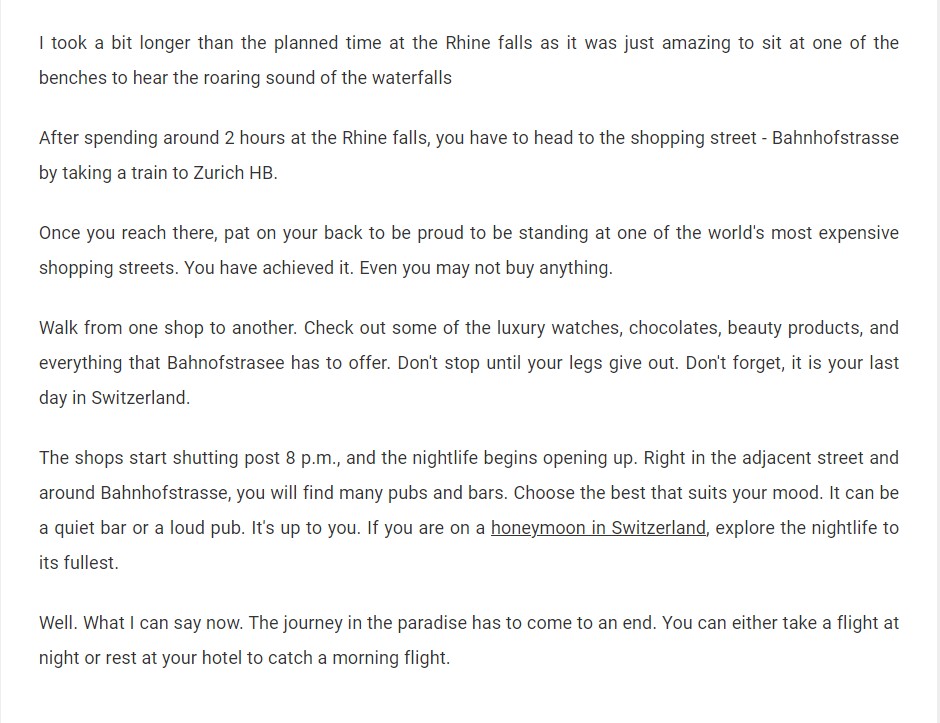 I took a bit longer than the planned time at the Rhine falls as it was just amazing to sit at one of the
benches to hear the roaring sound of the waterfalls
After spending around 2 hours at the Rhine falls, you have to head to the shopping street - Bahnhofstrasse
by taking a train to Zurich HB.
Once you reach there, pat on your back to be proud to be standing at one of the world's most expensive
shopping streets. You have achieved it. Even you may not buy anything.
Walk from one shop to another. Check out some of the luxury watches, chocolates, beauty products, and
everything that Bahnofstrasee has to offer. Don't stop until your legs give out. Don't forget, it is your last
day in Switzerland.
The shops start shutting post 8 p.m., and the nightlife begins opening up. Right in the adjacent street and
around Bahnhofstrasse, you will find many pubs and bars. Choose the best that suits your mood. It can be
a quiet bar or a loud pub. It's up to you. If you are on a honeymoon in Switzerland, explore the nightlife to
its fullest.
Well. What I can say now. The journey in the paradise has to come to an end. You can either take a flight at
night or rest at your hotel to catch a morning flight.